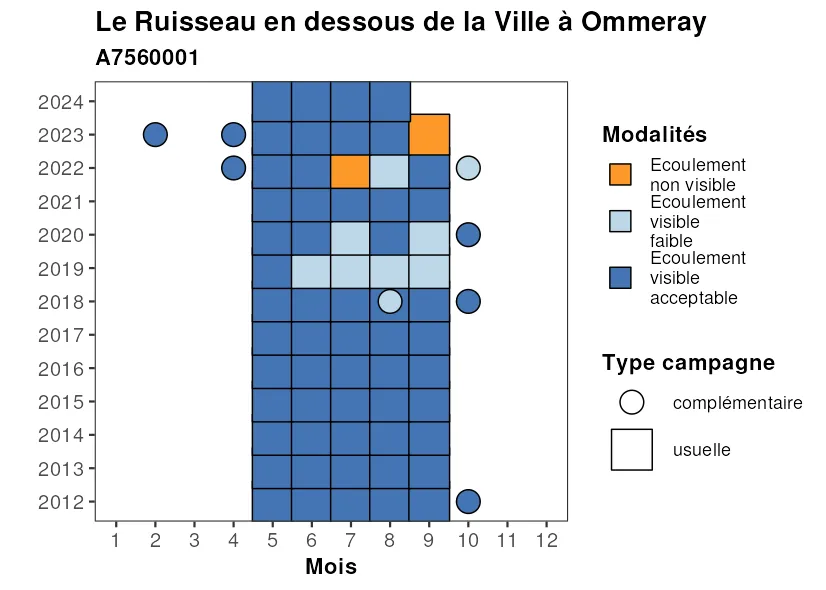 Le Ruisseau en dessous de la Ville à Ommeray
A7560001
2024
2023
2022
2021
2020
2019
2018
2017
2016
2015
2014
2013
2012
1 2 3 4 5 6 7 8 9 10 11 12
Mois
Modalités
Ecoulement
non visible
Ecoulement
visible
faible
Ecoulement
visible
acceptable
Type campagne
complémentaire
usuelle